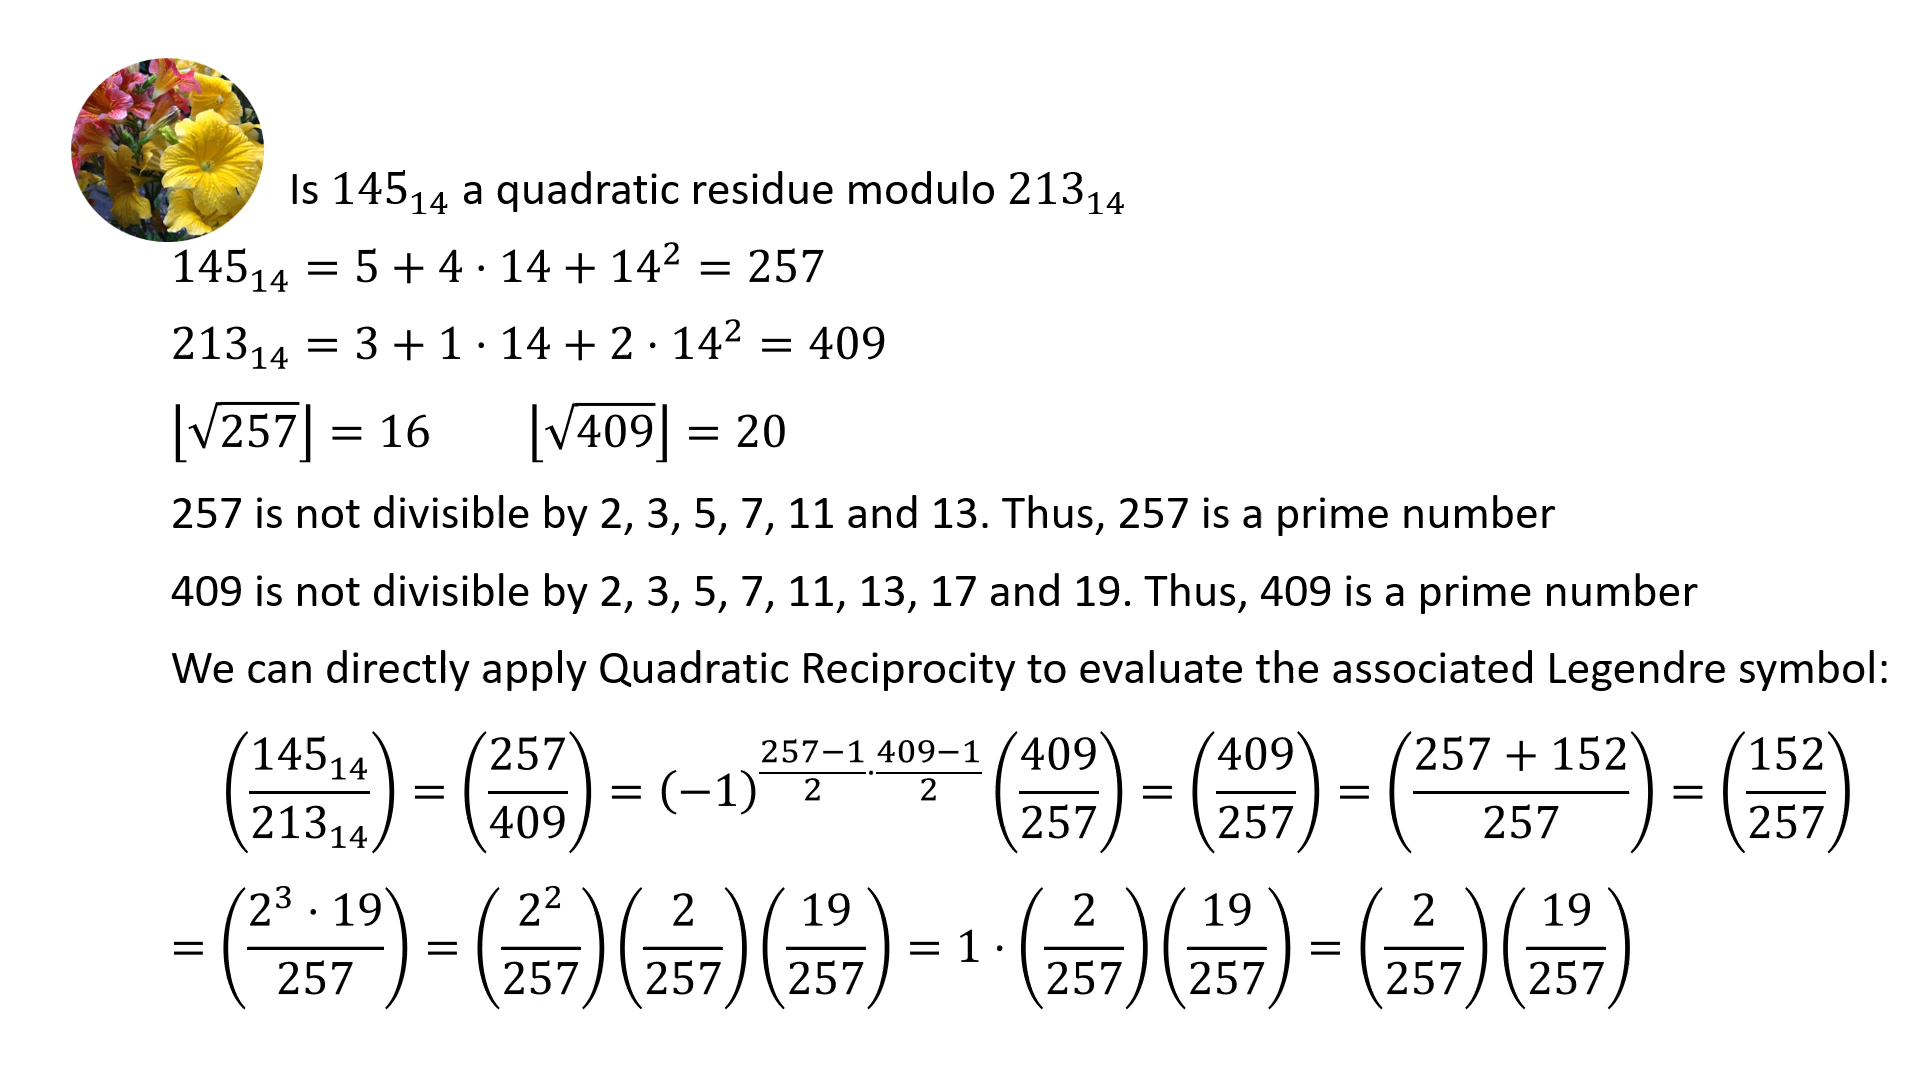 Is 145₁₄ a quadratic residue modulo 213₁₄
145₁₄ = 5 + 4 · 14 + 14² = 257
213₁₄ = 3 + 1 · 14 + 2 · 14² = 409
⌊√257⌋ = 16 ⌊√409⌋ = 20
257 is not divisible by 2, 3, 5, 7, 11 and 13. Thus, 257 is a prime number
409 is not divisible by 2, 3, 5, 7, 11, 13, 17 and 19. Thus, 409 is a prime number
We can directly apply Quadratic Reciprocity to evaluate the associated Legendre symbol:
(145₁₄/213₁₄) = (257/409) = (−1)^((257−1)/2 · (409−1)/2) (409/257) = (409/257) = ((257 + 152)/257) = (152/257)
= (2³ · 19/257) = (2²/257)(2/257)(19/257) = 1 · (2/257)(19/257) = (2/257)(19/257)